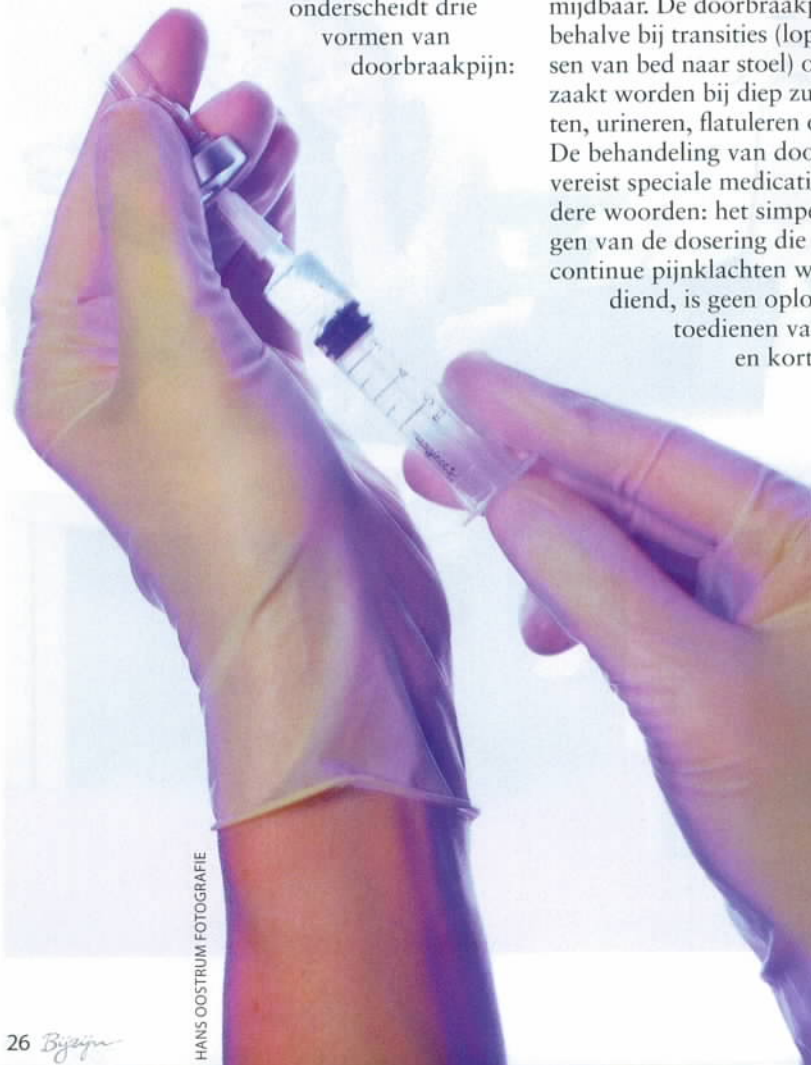 onderscheidt drie
vormen van
doorbraakpijn:
mijdbaar. De doorbraakp
behalve bij transities (lop
sen van bed naar stoel) o
zaakt worden bij diep zu
ten, urineren, flatuleren o
De behandeling van doo
vereist speciale medicati
dere woorden: het simpe
gen van de dosering die
continue pijnklachten w
diend, is geen oplo
toedienen va
en kort
HANS OOSTRUM FOTOGRAFIE
26 Bijzijn